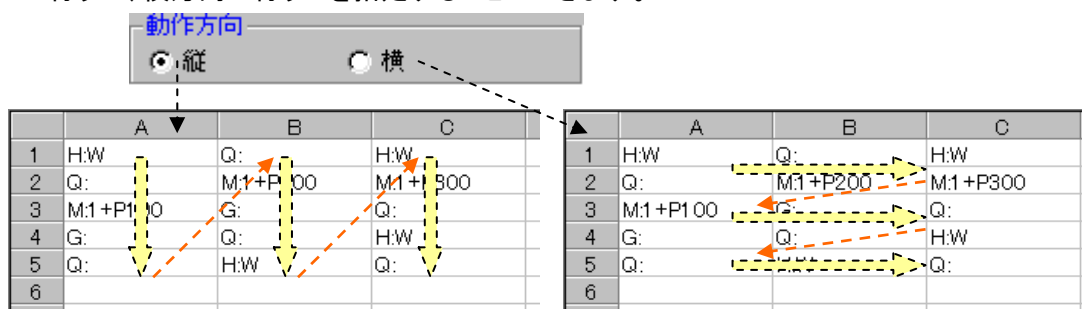 動作方向
縦 横
A B C
1 H:W Q: H:W
2 Q: M:1+P200 M:1+P300
3 M:1+P100 G: Q:
4 G: Q: H:W
5 Q: H:W Q:
6
A B C
1 H:W Q: H:W
2 Q: M:1+P200 M:1+P300
3 M:1+P100 G: Q:
4 G: Q: H:W
5 Q: H:W Q:
6